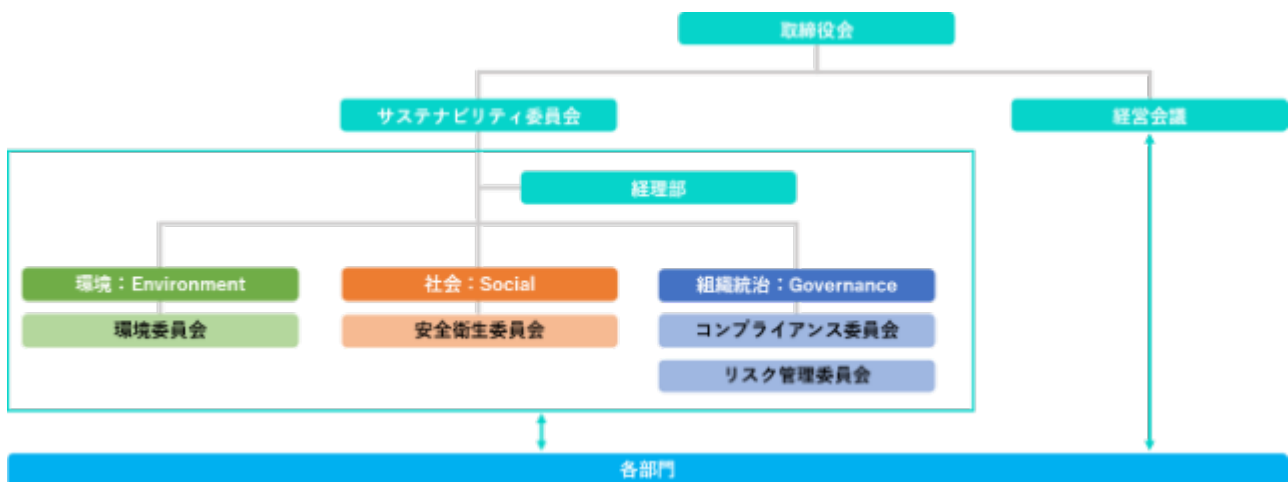 取締役会
サステナビリティ委員会
経営会議
経理部
環境：Environment
社会：Social
組織統治：Governance
環境委員会
安全衛生委員会
コンプライアンス委員会
リスク管理委員会
各部門